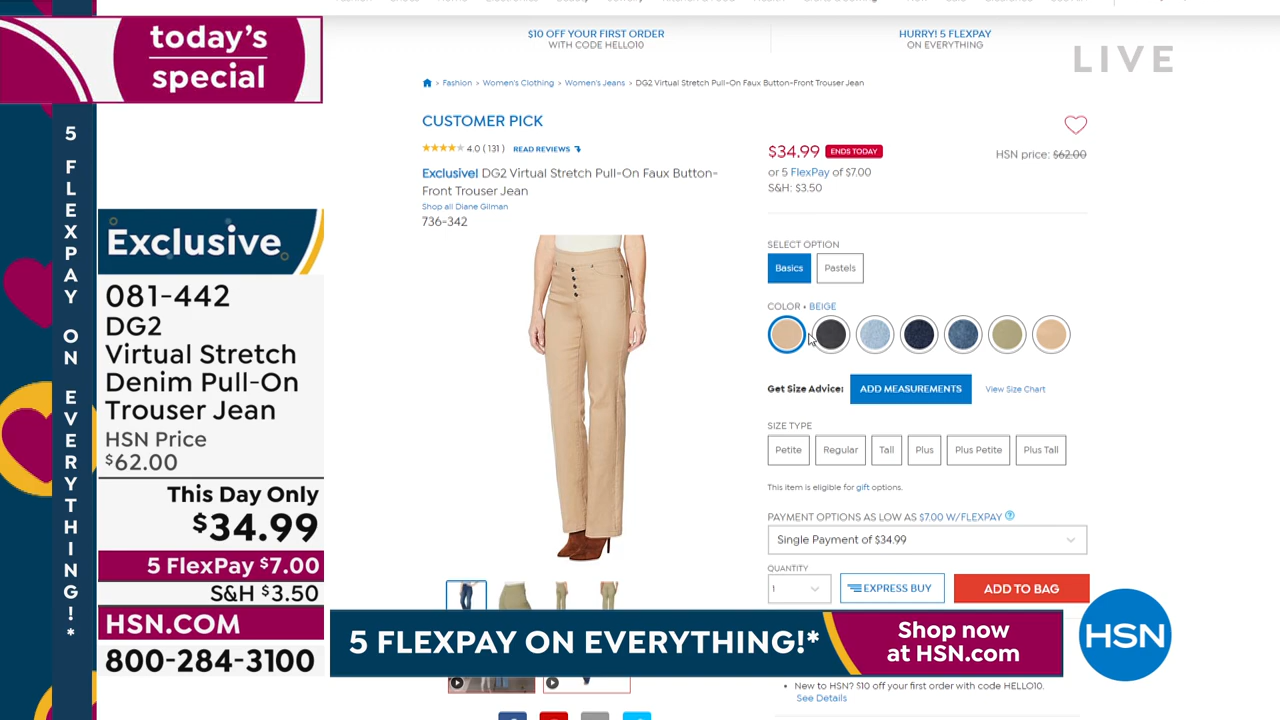 today's
special
5 FLEXPAY ON EVERYTHING!*
Exclusive
081-442
DG2
Virtual Stretch
Denim Pull-On
Trouser Jean
HSN Price
$62.00
This Day Only
$34.99
5 FlexPay $7.00
S&H $3.50
HSN.COM
800-284-3100
$10 OFF YOUR FIRST ORDER
WITH CODE HELLO10
HURRY! 5 FLEXPAY
ON EVERYTHING
LIVE
> Fashion > Women's Clothing > Women's Jeans > DG2 Virtual Stretch Pull-On Faux Button-Front Trouser Jean
CUSTOMER PICK
4.0 ( 131 ) READ REVIEWS
Exclusive! DG2 Virtual Stretch Pull-On Faux Button-
Front Trouser Jean
Shop all Diane Gilman
736-342
$34.99 ENDS TODAY
HSN price: $62.00
or 5 FlexPay of $7.00
S&H: $3.50
SELECT OPTION
Basics Pastels
COLOR • BEIGE
Get Size Advice: ADD MEASUREMENTS View Size Chart
SIZE TYPE
Petite Regular Tall Plus Plus Petite Plus Tall
This item is eligible for gift options.
PAYMENT OPTIONS AS LOW AS $7.00 W/FLEXPAY ?
Single Payment of $34.99
QUANTITY
1 EXPRESS BUY ADD TO BAG
5 FLEXPAY ON EVERYTHING!*
Shop now
at HSN.com
HSN
• New to HSN? $10 off your first order with code HELLO10.
See Details